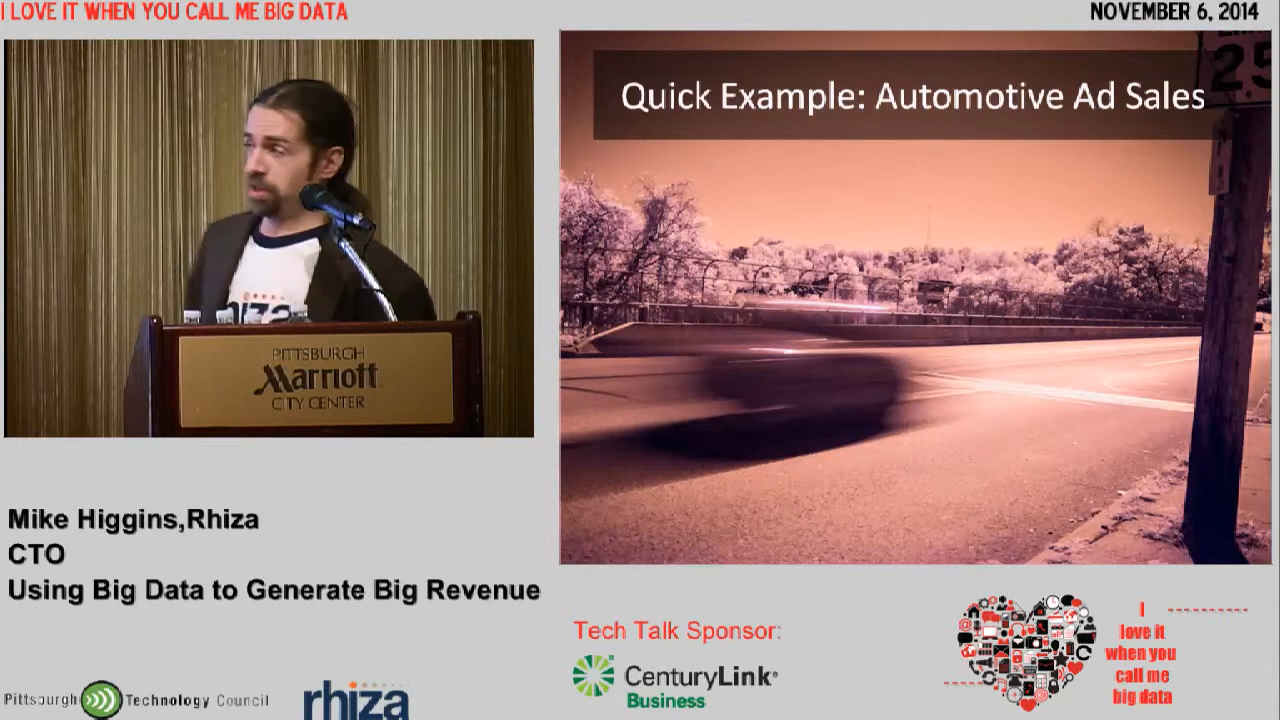 I LOVE IT WHEN YOU CALL ME BIG DATA
NOVEMBER 6, 2014
Quick Example: Automotive Ad Sales
25
PITTSBURGH
Marriott
CITY CENTER
Mike Higgins,Rhiza
CTO
Using Big Data to Generate Big Revenue
Tech Talk Sponsor:
CenturyLink®
Business
I
love it
when you
call me
big data
Pittsburgh Technology Council
rhiza